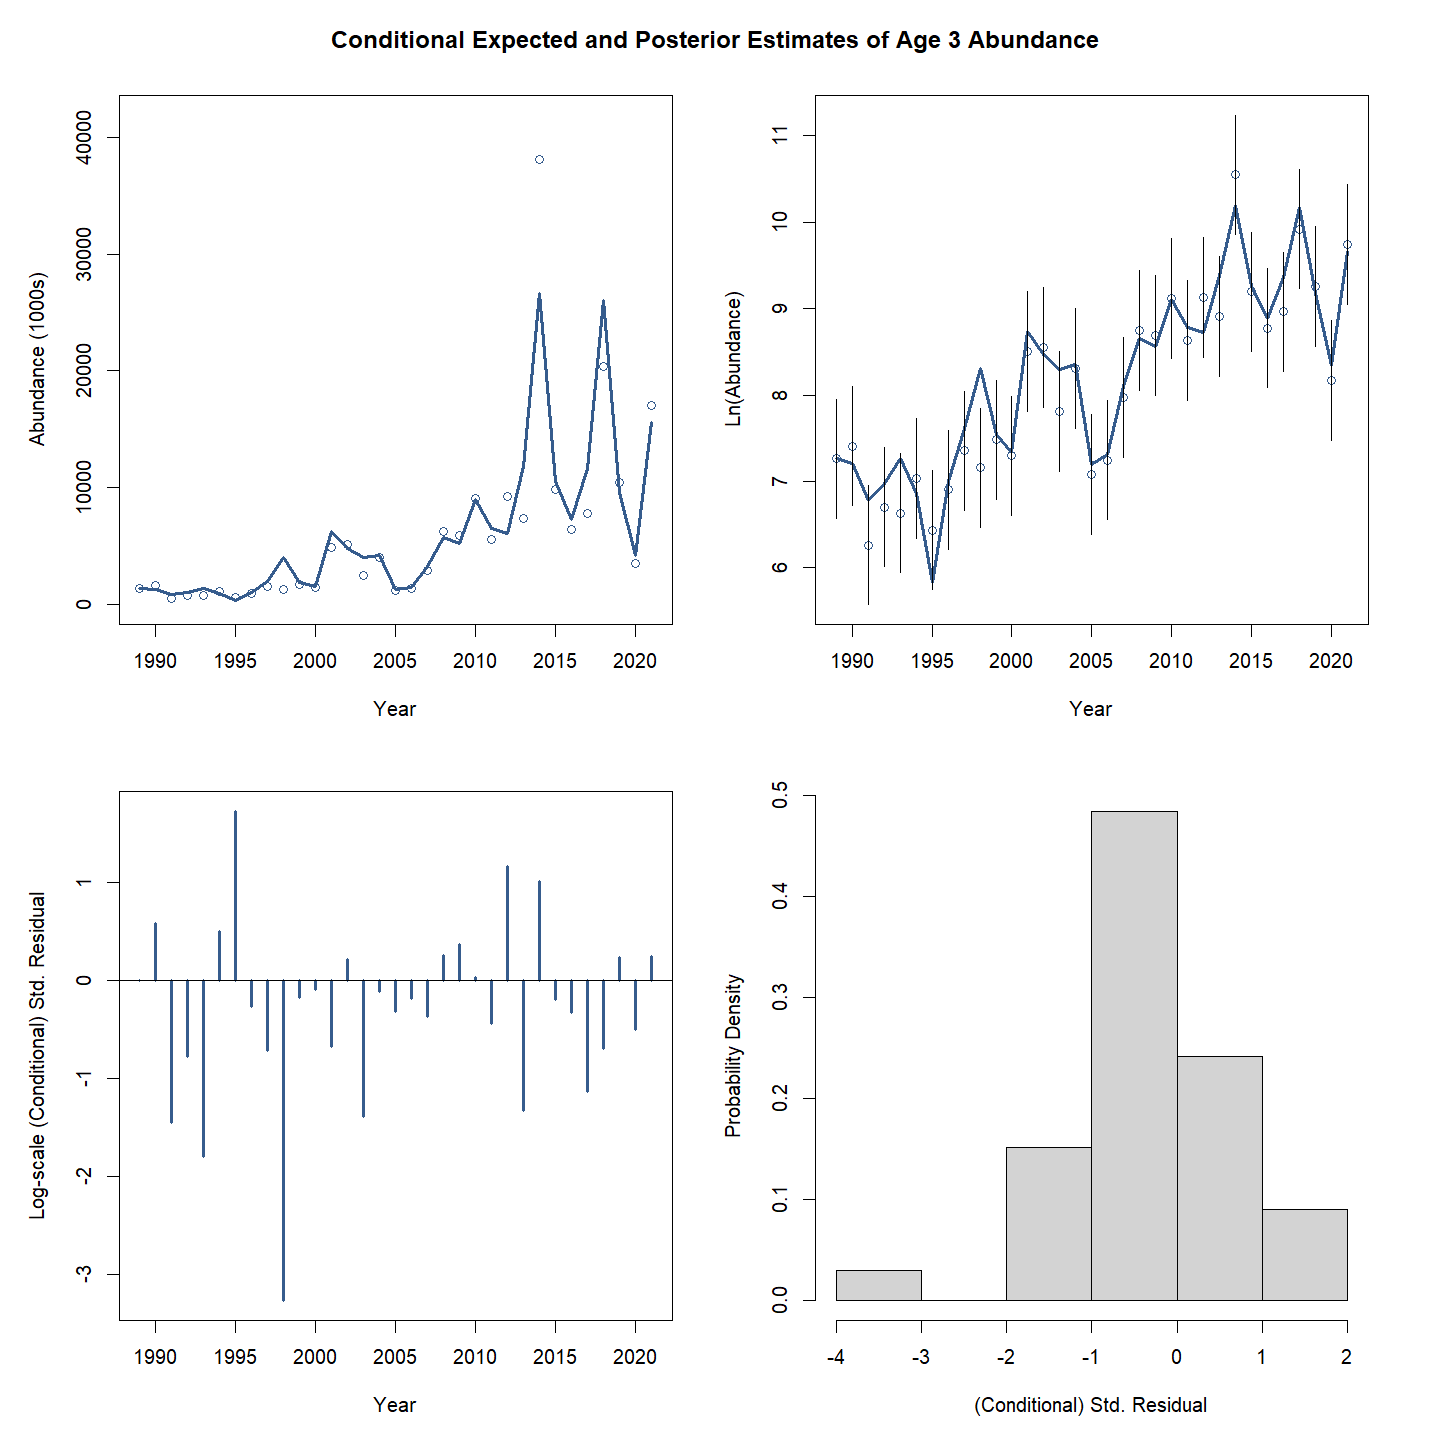 Conditional Expected and Posterior Estimates of Age 3 Abundance
Abundance (1000s)
40000
30000
20000
10000
0
1990 1995 2000 2005 2010 2015 2020
Year
Ln(Abundance)
11
10
9
8
7
6
1990 1995 2000 2005 2010 2015 2020
Year
Log-scale (Conditional) Std. Residual
1
0
-1
-2
-3
1990 1995 2000 2005 2010 2015 2020
Year
Probability Density
0.5
0.4
0.3
0.2
0.1
0.0
-4 -3 -2 -1 0 1 2
(Conditional) Std. Residual